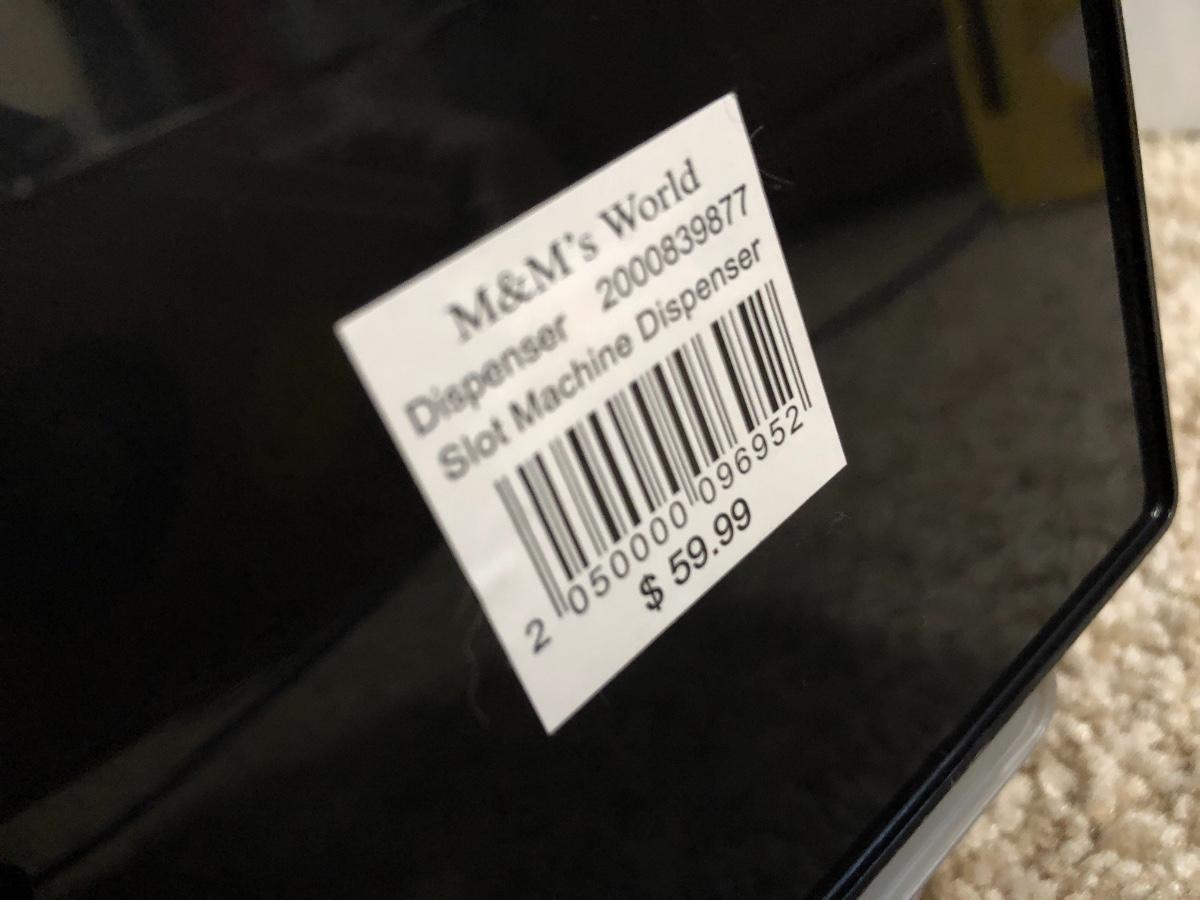 M&M's World
Dispenser 2000839877
Slot Machine Dispenser
2 050000 096952
$ 59.99